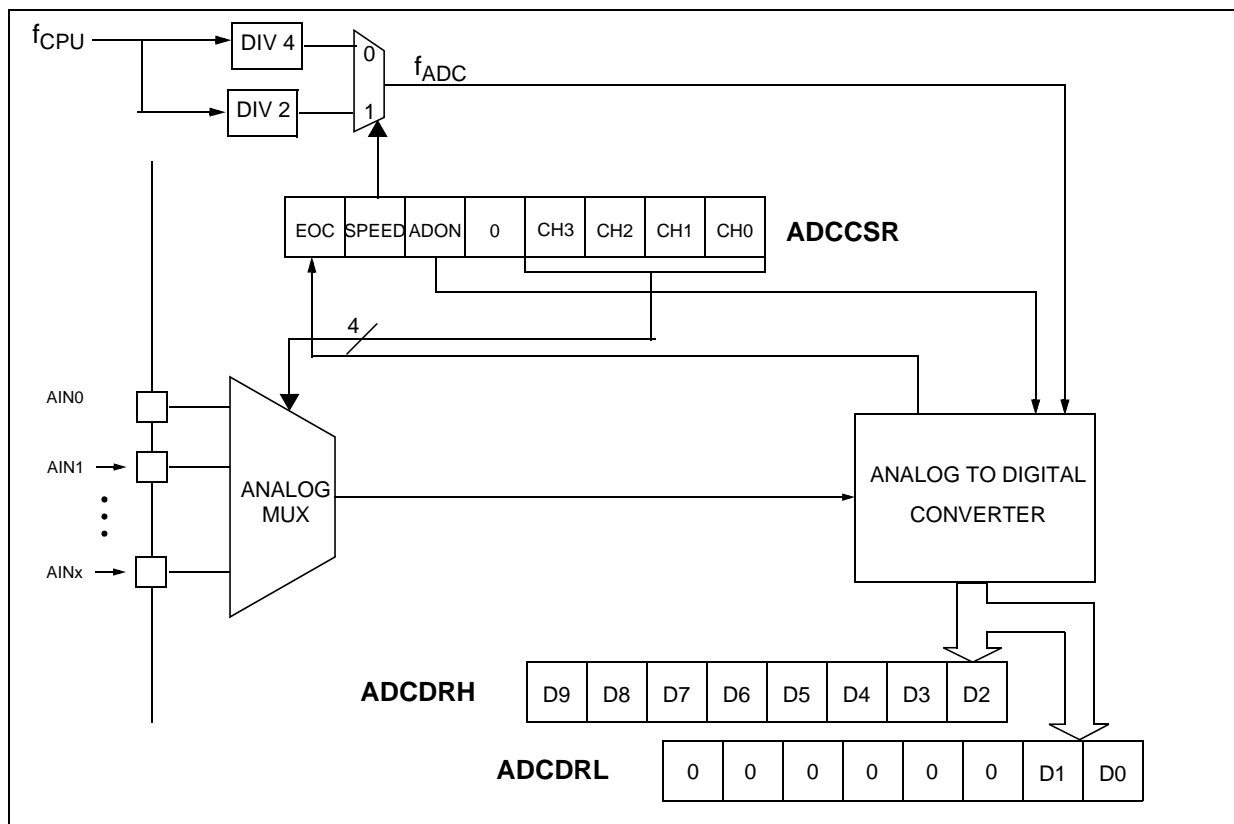 fCPU
DIV 4
0
fADC
DIV 2
1
EOC SPEED ADON 0 CH3 CH2 CH1 CH0 ADCCSR
4
AIN0
AIN1
ANALOG
MUX
ANALOG TO DIGITAL
CONVERTER
AINx
ADCDRH D9 D8 D7 D6 D5 D4 D3 D2
ADCDRL 0 0 0 0 0 0 D1 D0